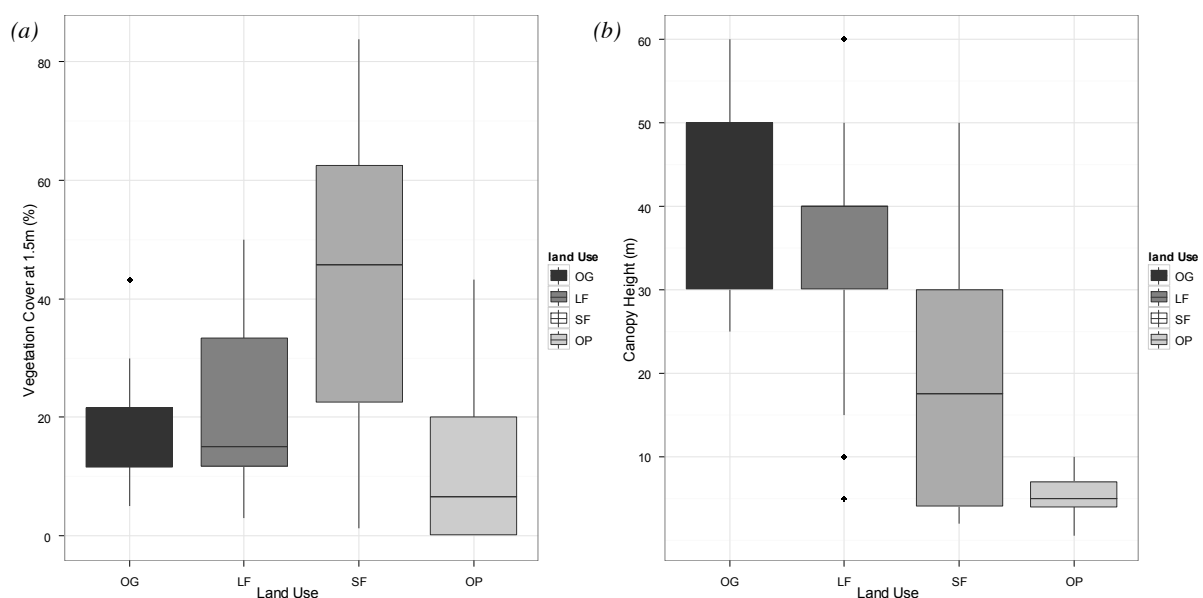 (a)
Vegetation Cover at 1.5m (%)
80
60
40
20
0
OG
LF
SF
OP
Land Use
land Use
OG
LF
SF
OP
(b)
Canopy Height (m)
60
50
40
30
20
10
OG
LF
SF
OP
Land Use
land Use
OG
LF
SF
OP